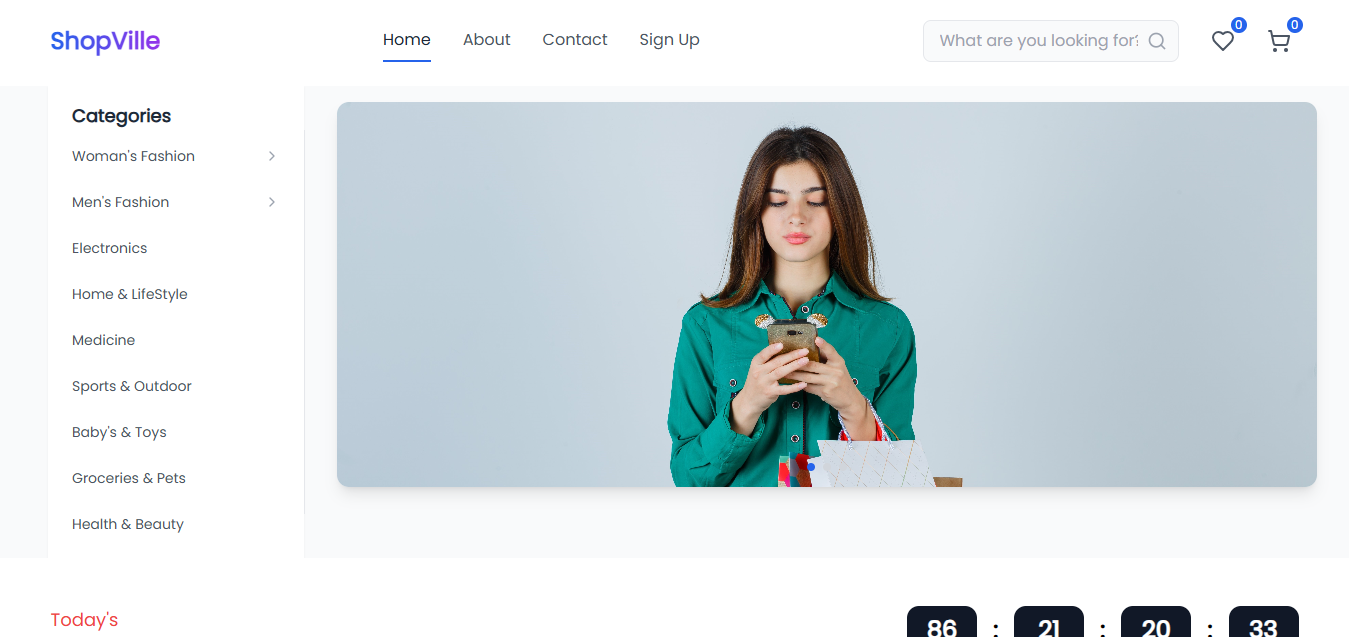 ShopVille
Home About Contact Sign Up
What are you looking for?
0
0
Categories
Woman's Fashion
Men's Fashion
Electronics
Home & LifeStyle
Medicine
Sports & Outdoor
Baby's & Toys
Groceries & Pets
Health & Beauty
Today's
86 : 21 : 20 : 33